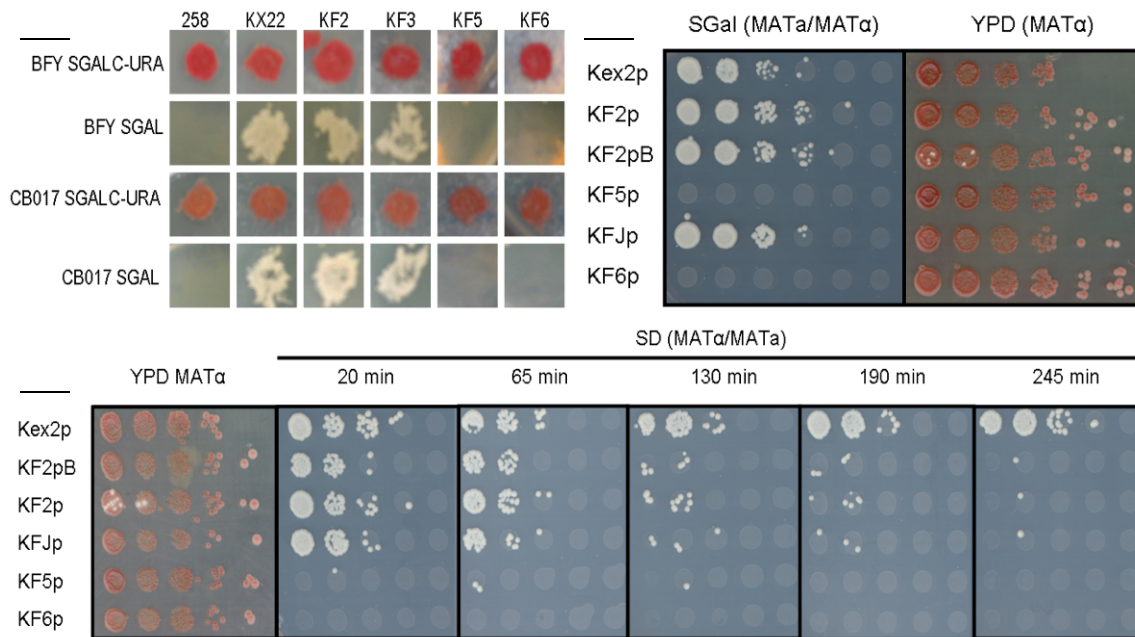 258 KX22 KF2 KF3 KF5 KF6
BFY SGALC-URA
BFY SGAL
CB017 SGALC-URA
CB017 SGAL
SGal (MATa/MATα) YPD (MATα)
Kex2p
KF2p
KF2pB
KF5p
KFJp
KF6p
SD (MATα/MATa)
YPD MATα 20 min 65 min 130 min 190 min 245 min
Kex2p
KF2pB
KF2p
KFJp
KF5p
KF6p